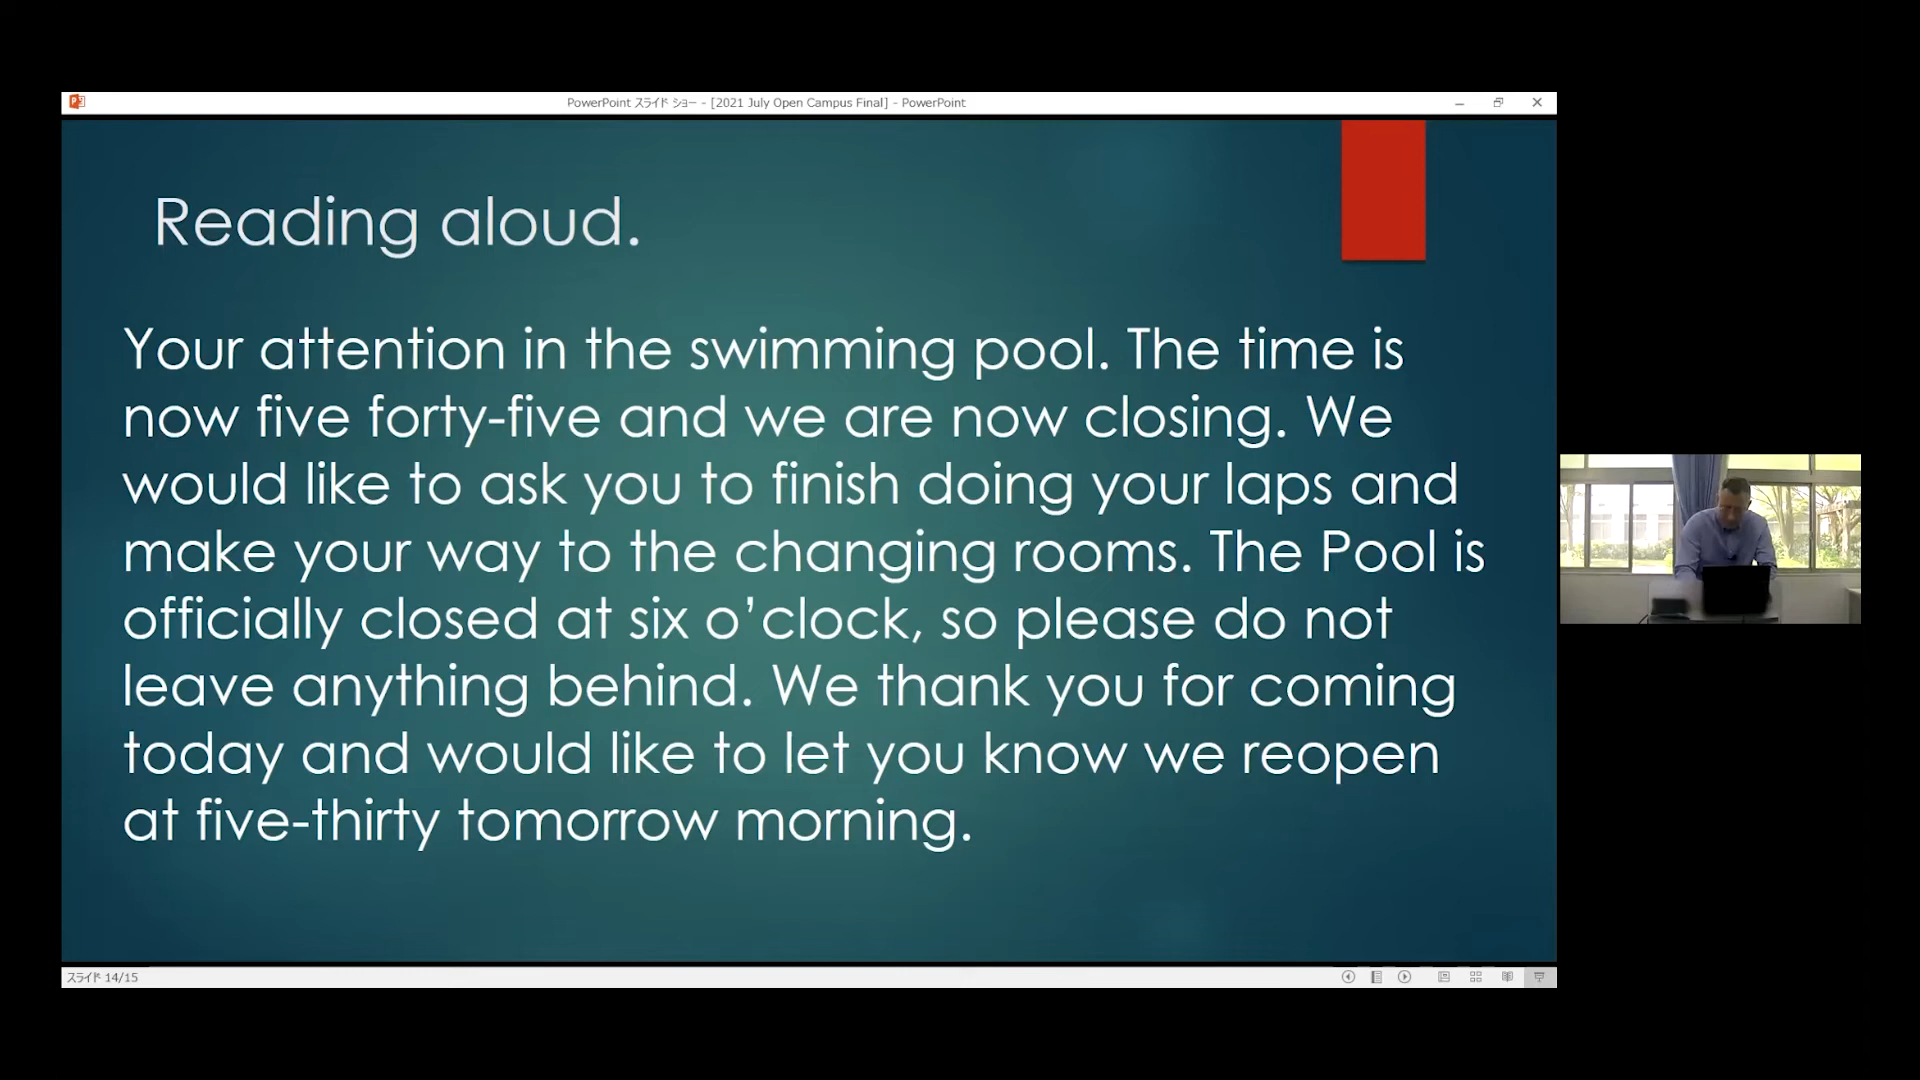 PowerPoint スライド ショー - [2021 July Open Campus Final] - PowerPoint
Reading aloud.
Your attention in the swimming pool. The time is
now five forty-five and we are now closing. We
would like to ask you to finish doing your laps and
make your way to the changing rooms. The Pool is
officially closed at six o’clock, so please do not
leave anything behind. We thank you for coming
today and would like to let you know we reopen
at five-thirty tomorrow morning.
スライド 14/15